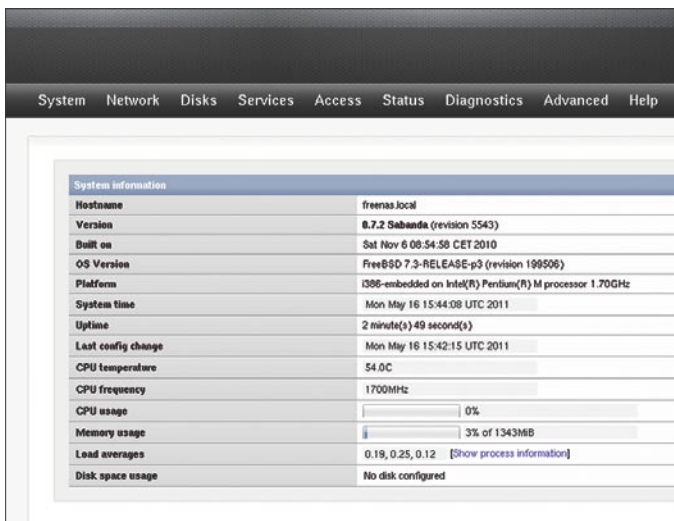 System Network Disks Services Access Status Diagnostics Advanced Help
System information
Hostname freenas.local
Version 0.7.2 Sabanda (revision 5543)
Built on Sat Nov 6 08:54:58 CET 2010
OS Version FreeBSD 7.3-RELEASE-p3 (revision 199506)
Platform i386-embedded on Intel(R) Pentium(R) M processor 1.70GHz
System time Mon May 16 15:44:08 UTC 2011
Uptime 2 minute(s) 49 second(s)
Last config change Mon May 16 15:42:15 UTC 2011
CPU temperature 54.0C
CPU frequency 1700MHz
CPU usage 0%
Memory usage 3% of 1343MiB
Load averages 0.19, 0.25, 0.12 [Show process information]
Disk space usage No disk configured